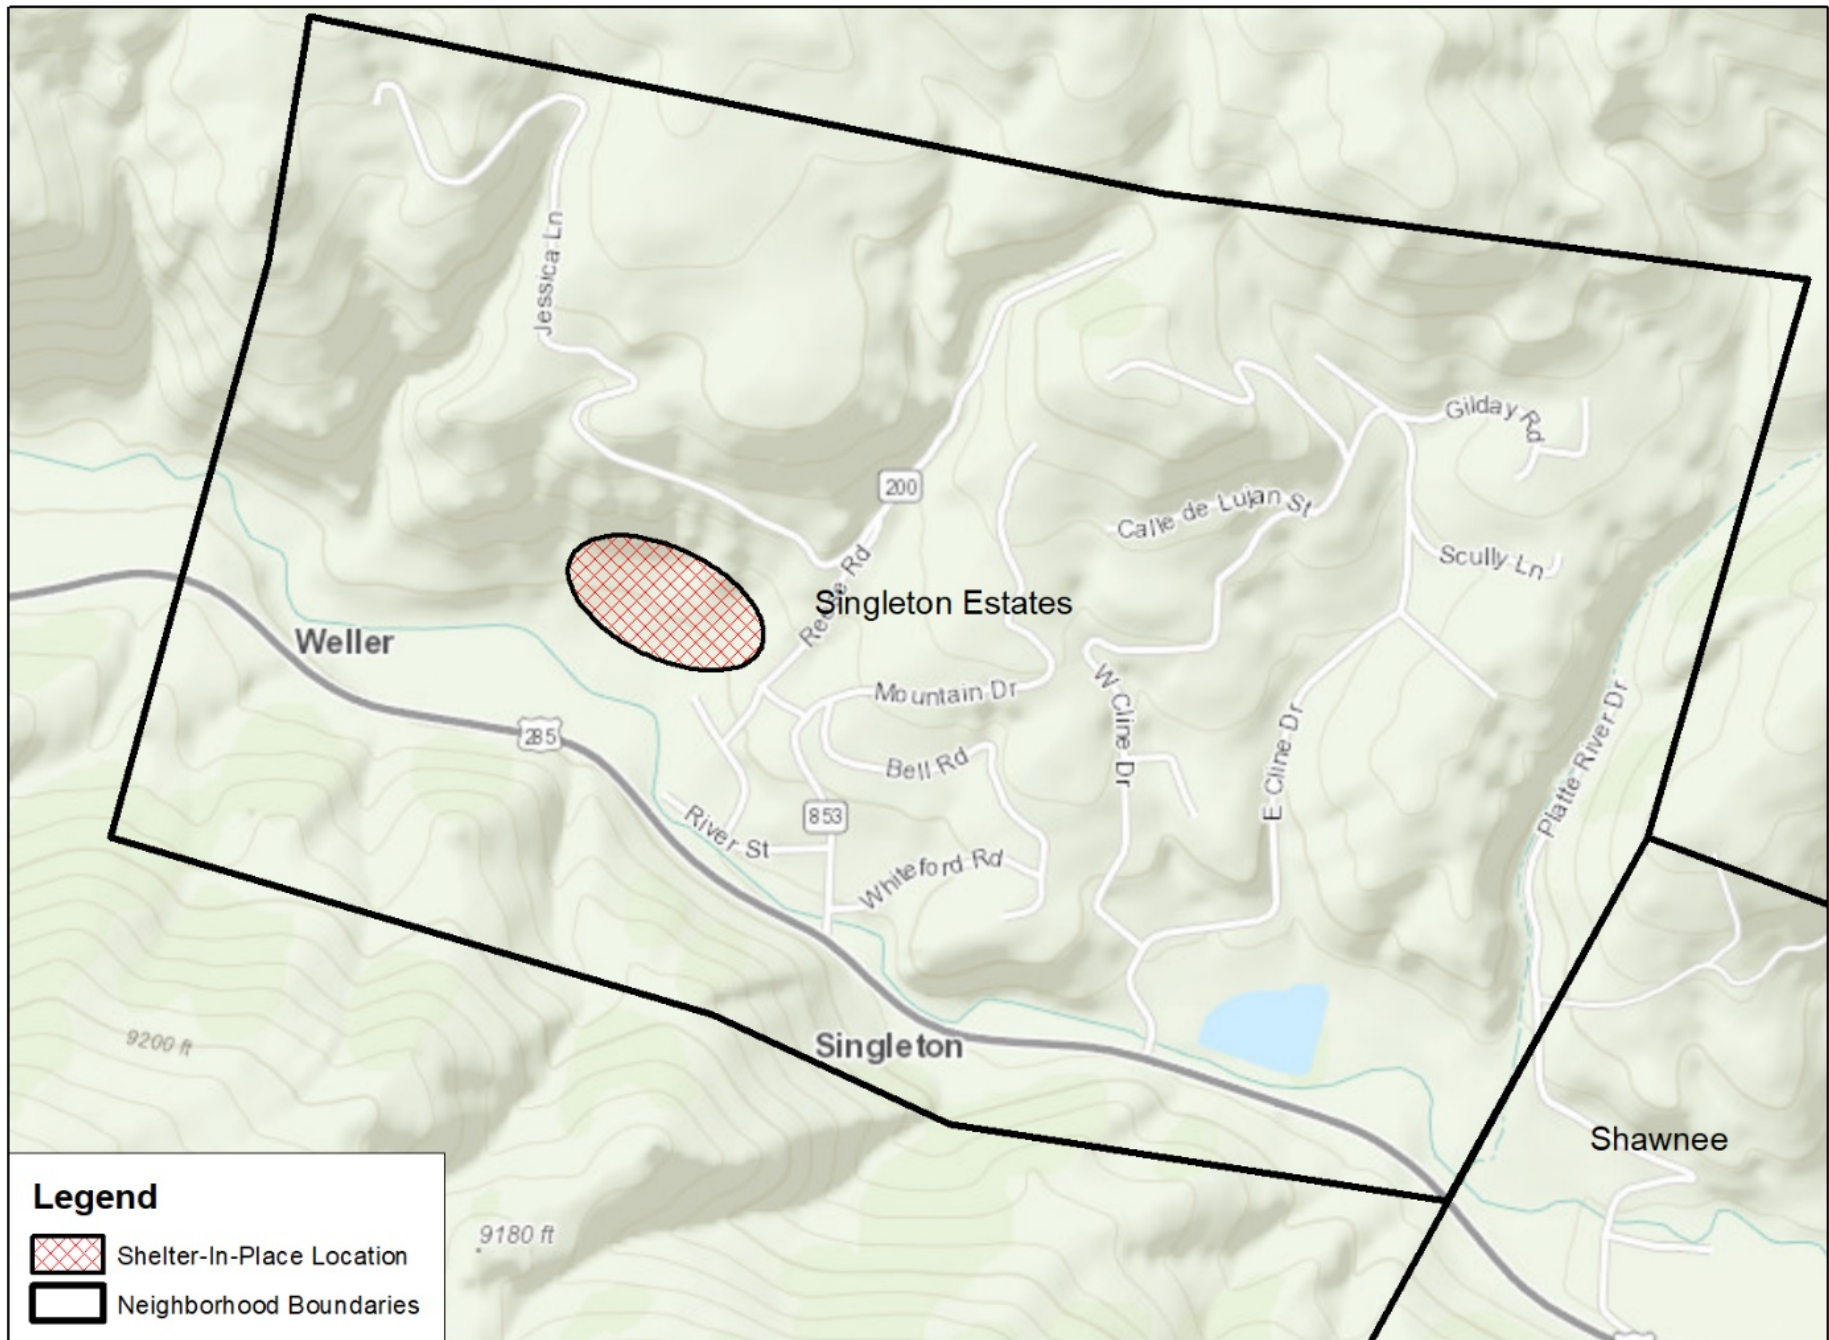 Jessica Ln
Gilday Rd
200
Calle de Lujan St
Scully Ln
Reece Rd
Singleton Estates
Weller
Mountain Dr
W Cline Dr
E Cline Dr
Platte River Dr
285
Bell Rd
853
River St
Whiteford Rd
9200 ft
Singleton
Shawnee
Legend
9180 ft
Shelter-In-Place Location
Neighborhood Boundaries